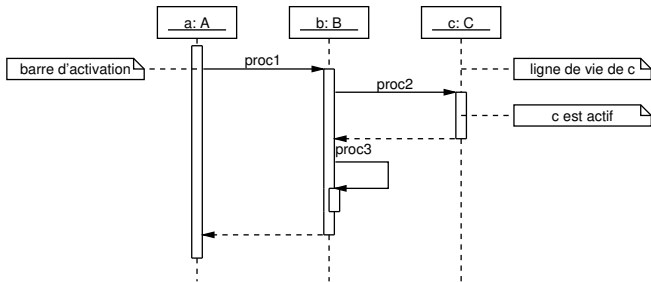 a: A
b: B
c: C
barre d'activation
proc1
ligne de vie de c
proc2
c est actif
proc3